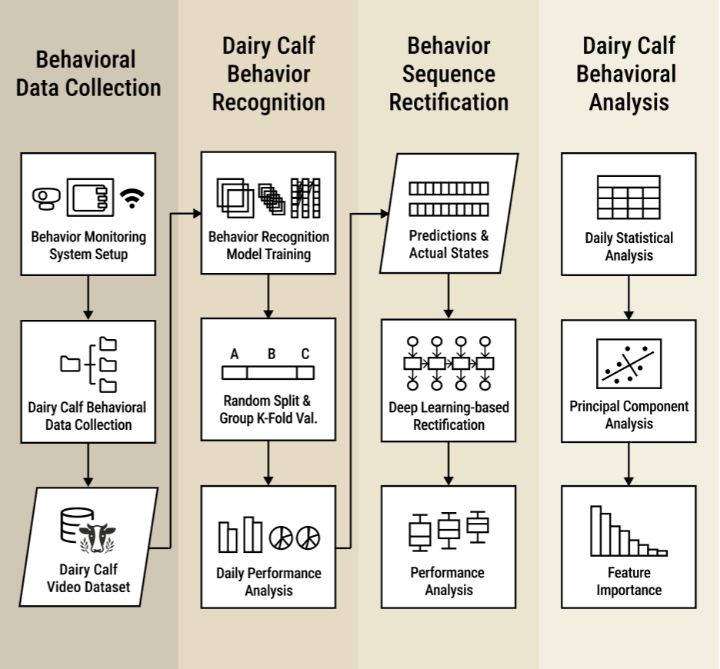 Behavioral
Data Collection
Dairy Calf
Behavior
Recognition
Behavior
Sequence
Rectification
Dairy Calf
Behavioral
Analysis
Behavior Monitoring
System Setup
Dairy Calf Behavioral
Data Collection
Dairy Calf
Video Dataset
Behavior Recognition
Model Training
A B C
Random Split &
Group K-Fold Val.
Daily Performance
Analysis
Predictions &
Actual States
Deep Learning-based
Rectification
Performance
Analysis
Daily Statistical
Analysis
Principal Component
Analysis
Feature
Importance